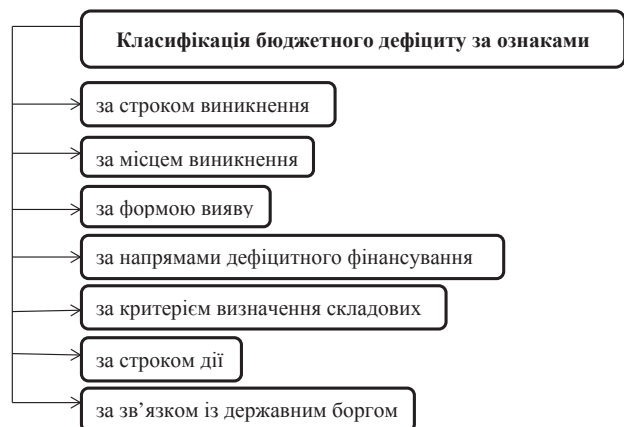 Класифікація бюджетного дефіциту за ознаками
за строком виникнення
за місцем виникнення
за формою вияву
за напрямами дефіцитного фінансування
за критерієм визначення складових
за строком дії
за зв’язком із державним боргом